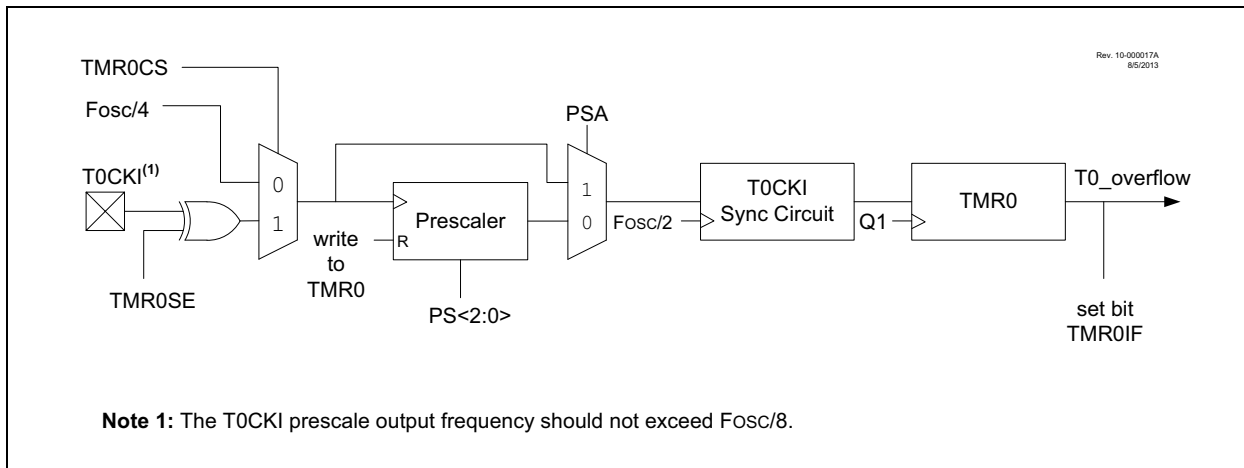 Rev. 10-000017A
8/5/2013
TMR0CS
Fosc/4
PSA
T0CKI(1)
0
1
1
0
T0CKI
Sync Circuit
TMR0
T0_overflow
Prescaler
FOSC/2
Q1
write
to
TMR0
R
TMR0SE
PS<2:0>
set bit
TMR0IF
Note 1: The T0CKI prescale output frequency should not exceed FOSC/8.